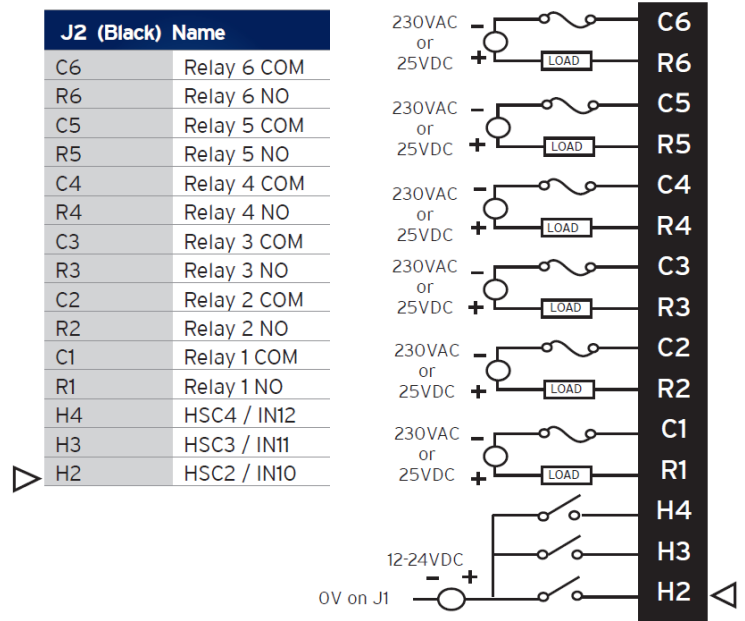 J2 (Black) Name
C6 Relay 6 COM
R6 Relay 6 NO
C5 Relay 5 COM
R5 Relay 5 NO
C4 Relay 4 COM
R4 Relay 4 NO
C3 Relay 3 COM
R3 Relay 3 NO
C2 Relay 2 COM
R2 Relay 2 NO
C1 Relay 1 COM
R1 Relay 1 NO
H4 HSC4 / IN12
H3 HSC3 / IN11
H2 HSC2 / IN10
230VAC - C6
or
25VDC + LOAD R6
230VAC - C5
or
25VDC + LOAD R5
230VAC - C4
or
25VDC + LOAD R4
230VAC - C3
or
25VDC + LOAD R3
230VAC - C2
or
25VDC + LOAD R2
230VAC - C1
or
25VDC + LOAD R1
H4
H3
12-24VDC
- +
0V on J1 H2